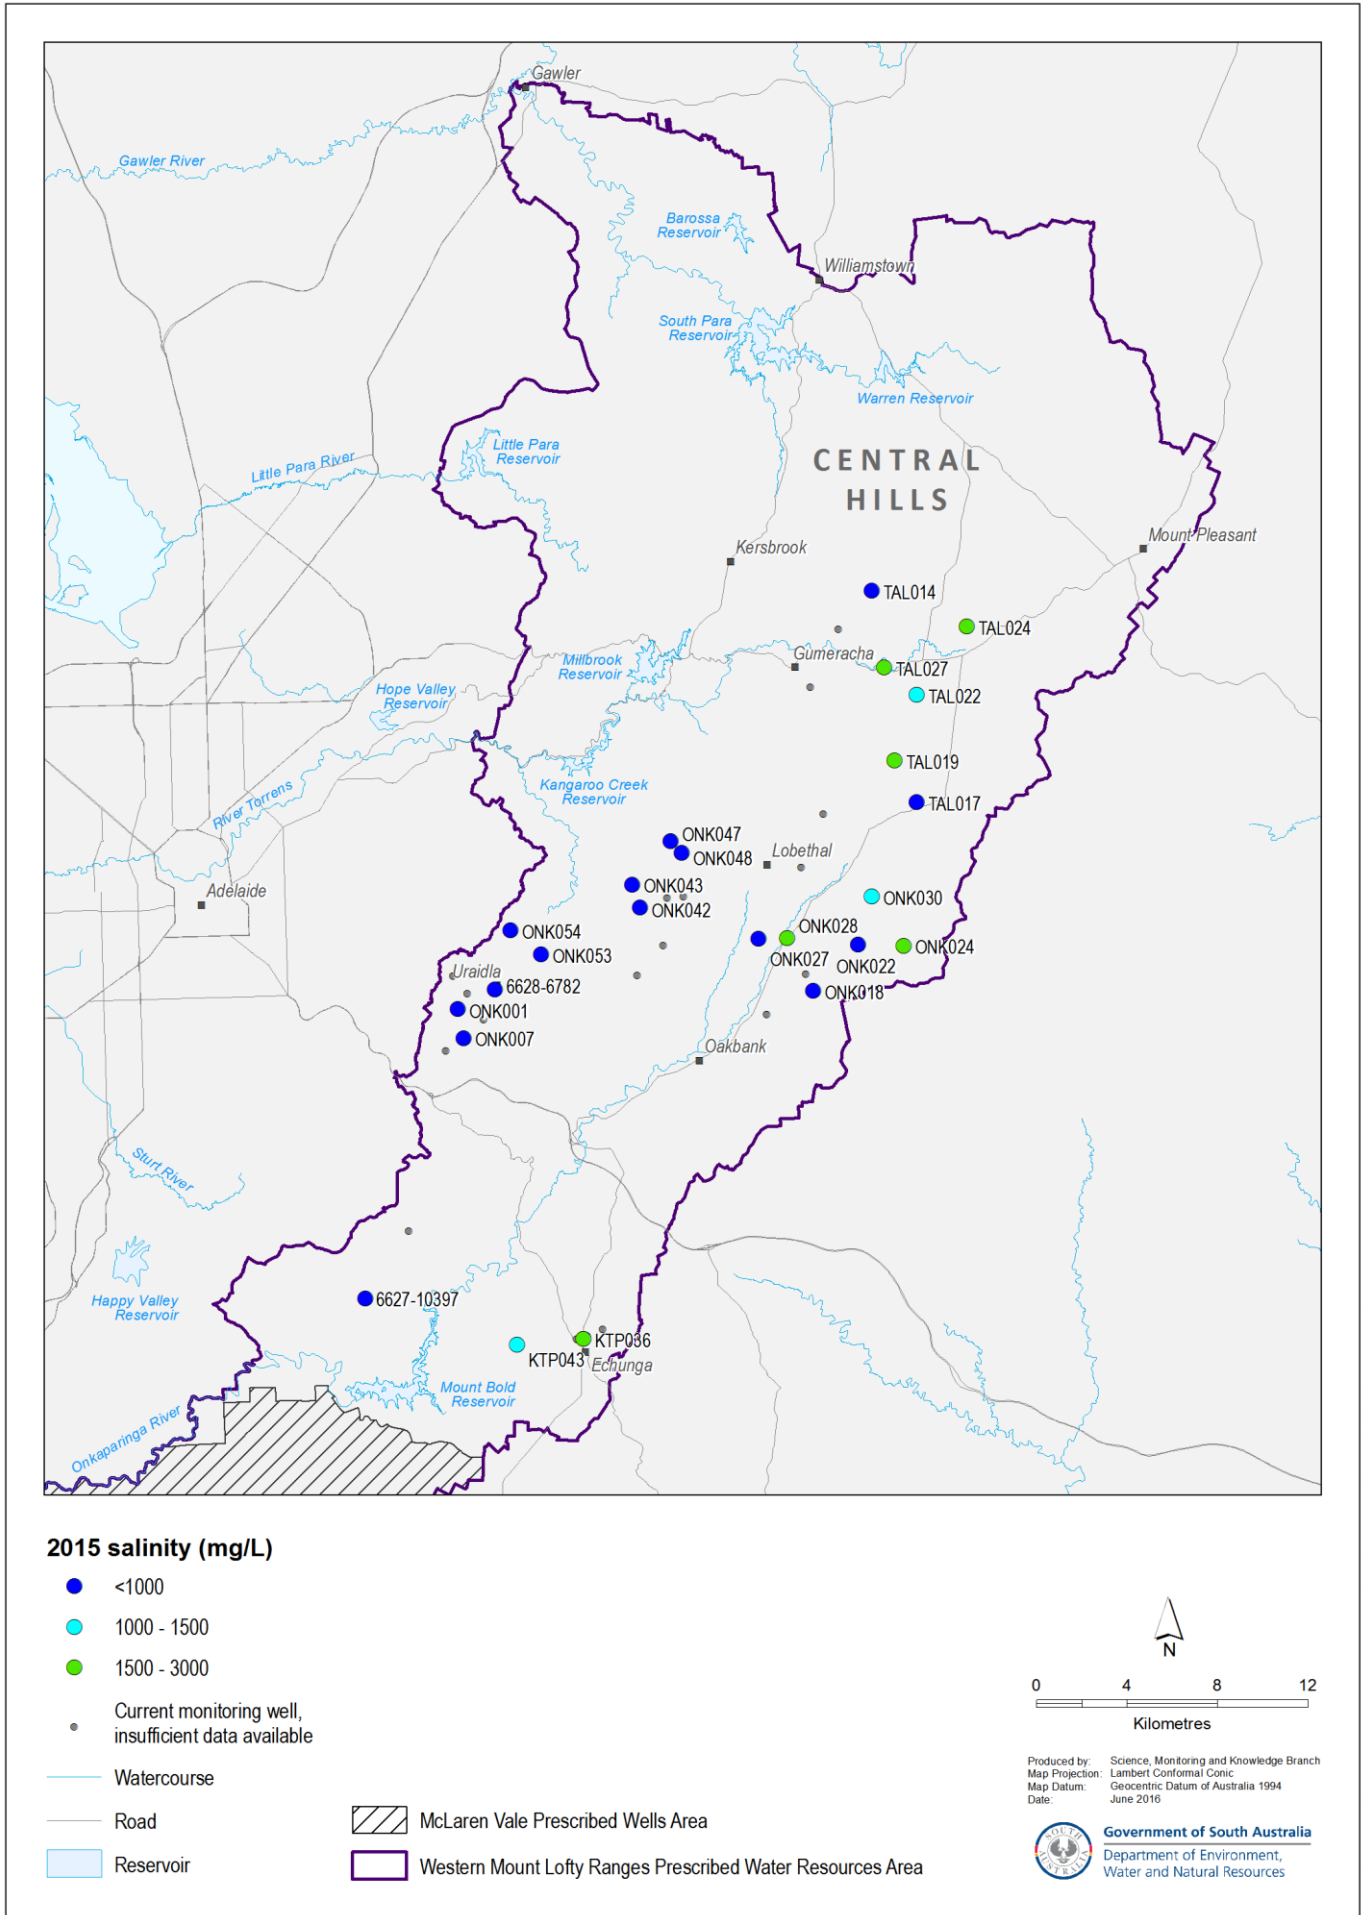 Gawler
Gawler River
Barossa
Reservoir
Williamstown
South Para
Reservoir
Warren Reservoir
Little Para
Reservoir
Little Para River
CENTRAL
HILLS
Mount Pleasant
Kersbrook
TAL014
TAL024
Gumeracha
Millbrook
Reservoir
TAL027
Hope Valley
Reservoir
TAL022
TAL019
Kangaroo Creek
Reservoir
River Torrens
TAL017
ONK047
ONK048
Lobethal
ONK043
Adelaide
ONK030
ONK042
ONK028
ONK054
ONK024
ONK053
ONK027
ONK022
Uraidla
6628-6782
ONK018
ONK001
ONK007
Oakbank
Sturt River
6627-10397
Happy Valley
Reservoir
KTP036
KTP043
Echunga
Mount Bold
Reservoir
Onkaparinga River
2015 salinity (mg/L)
<1000
1000 - 1500
1500 - 3000
Current monitoring well,
insufficient data available
Watercourse
Road
Reservoir
McLaren Vale Prescribed Wells Area
Western Mount Lofty Ranges Prescribed Water Resources Area
N
0 4 8 12
Kilometres
Produced by: Science, Monitoring and Knowledge Branch
Map Projection: Lambert Conformal Conic
Map Datum: Geocentric Datum of Australia 1994
Date: June 2016
SOUTH
AUSTRALIA
Government of South Australia
Department of Environment,
Water and Natural Resources